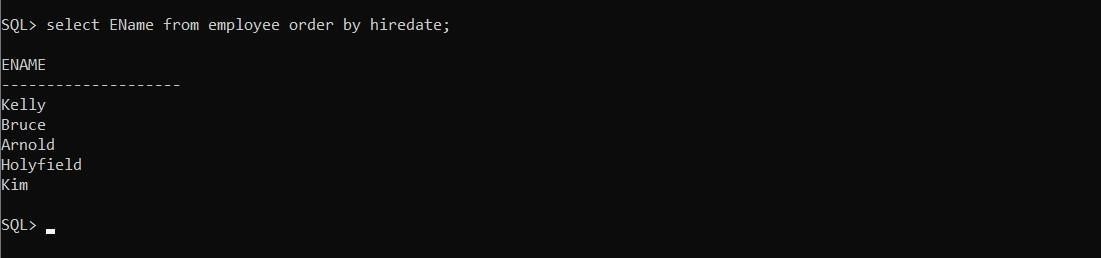 SQL> select EName from employee order by hiredate;
ENAME
--------------------
Kelly
Bruce
Arnold
Holyfield
Kim
SQL>